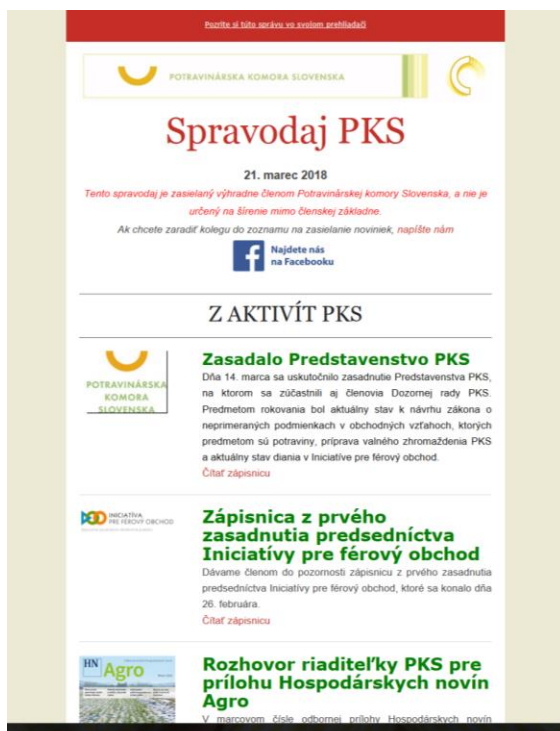 Pozrite si túto správu vo svojom prehliadači
POTRAVINÁRSKA KOMORA SLOVENSKA
Spravodaj PKS
21. marec 2018
Tento spravodaj je zasielaný výhradne členom Potravinárskej komory Slovenska, a nie je
určený na šírenie mimo členskej základne.
Ak chcete zaradiť kolegu do zoznamu na zasielanie noviniek, napíšte nám
Najdete nás
na Facebooku
Z AKTIVÍT PKS
POTRAVINÁRSKA
KOMORA
SLOVENSKA
Zasadalo Predstavenstvo PKS
Dňa 14. marca sa uskutočnilo zasadnutie Predstavenstva PKS,
na ktorom sa zúčastnili aj členovia Dozornej rady PKS.
Predmetom rokovania bol aktuálny stav k návrhu zákona o
neprimeraných podmienkach v obchodných vzťahoch, ktorých
predmetom sú potraviny, príprava valného zhromaždenia PKS
a aktuálny stav diania v Iniciatíve pre férový obchod.
Čítať zápisnicu
INICIATÍVA
PRE FÉROVÝ OBCHOD
Zápisnica z prvého
zasadnutia predsedníctva
Iniciatívy pre férový obchod
Dávame členom do pozornosti zápisnicu z prvého zasadnutia
predsedníctva Iniciatívy pre férový obchod, ktoré sa konalo dňa
26. februára.
Čítať zápisnicu
HN
Agro
Rozhovor riaditeľky PKS pre
prílohu Hospodárskych novín
Agro
V marcovom čísle odbornej prílohy Hospodárskych novín